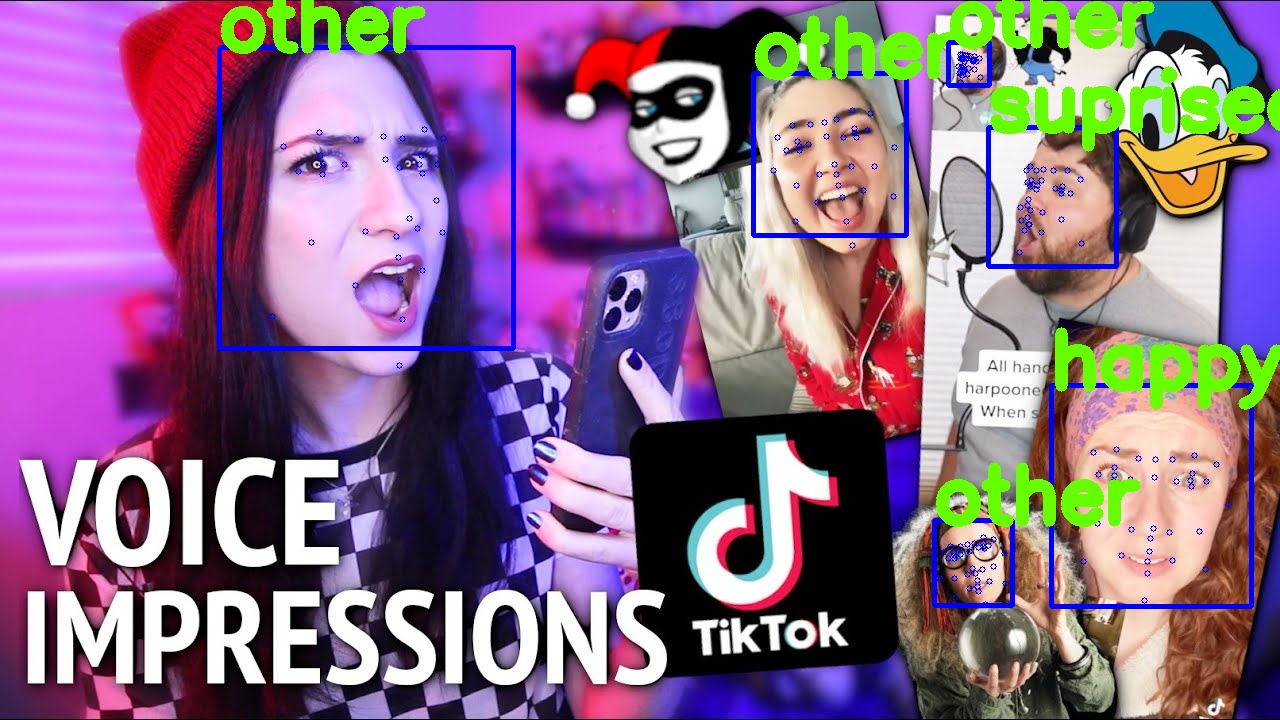 other
other
other
suprised
happy
other
All hand
harpoone
When s
VOICE
IMPRESSIONS
TikTok